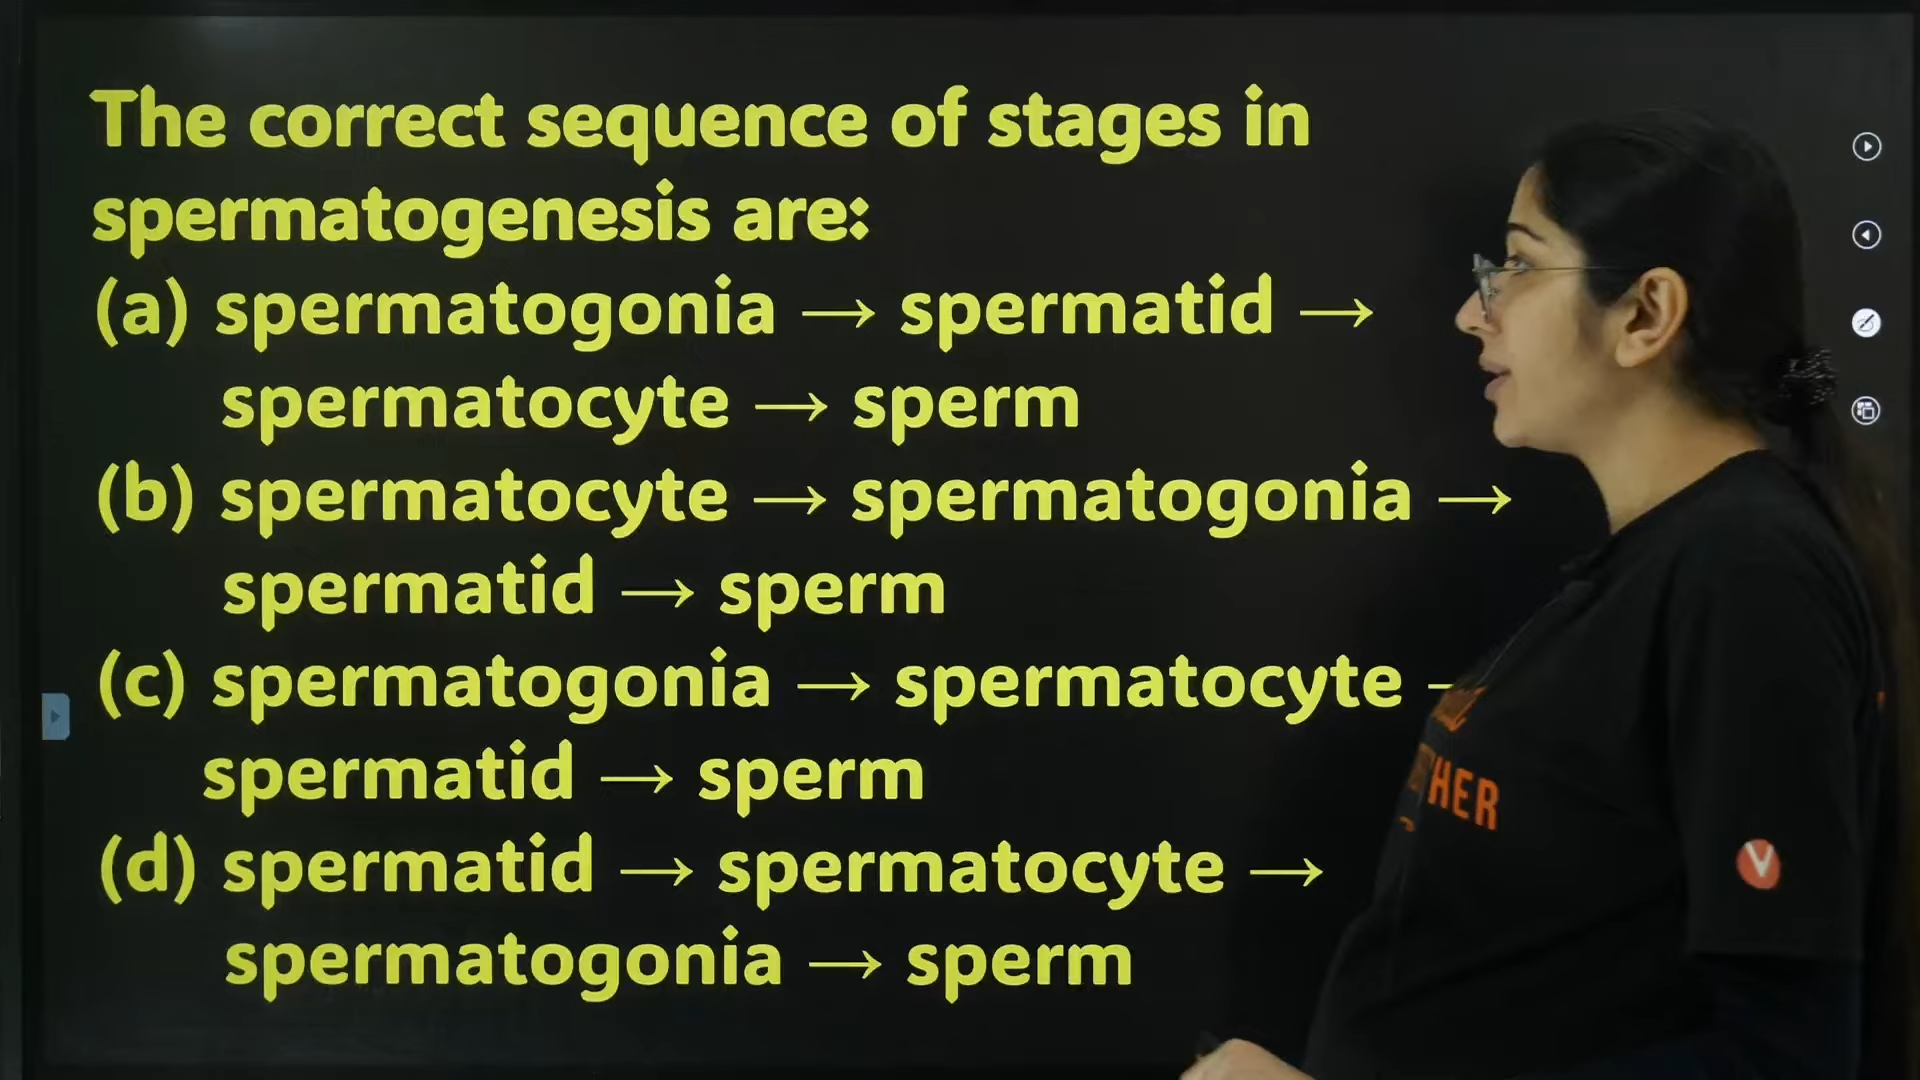 The correct sequence of stages in
spermatogenesis are:
(a) spermatogonia → spermatid →
spermatocyte → sperm
(b) spermatocyte → spermatogonia →
spermatid → sperm
(c) spermatogonia → spermatocyte
spermatid → sperm
(d) spermatid → spermatocyte →
spermatogonia → sperm
V